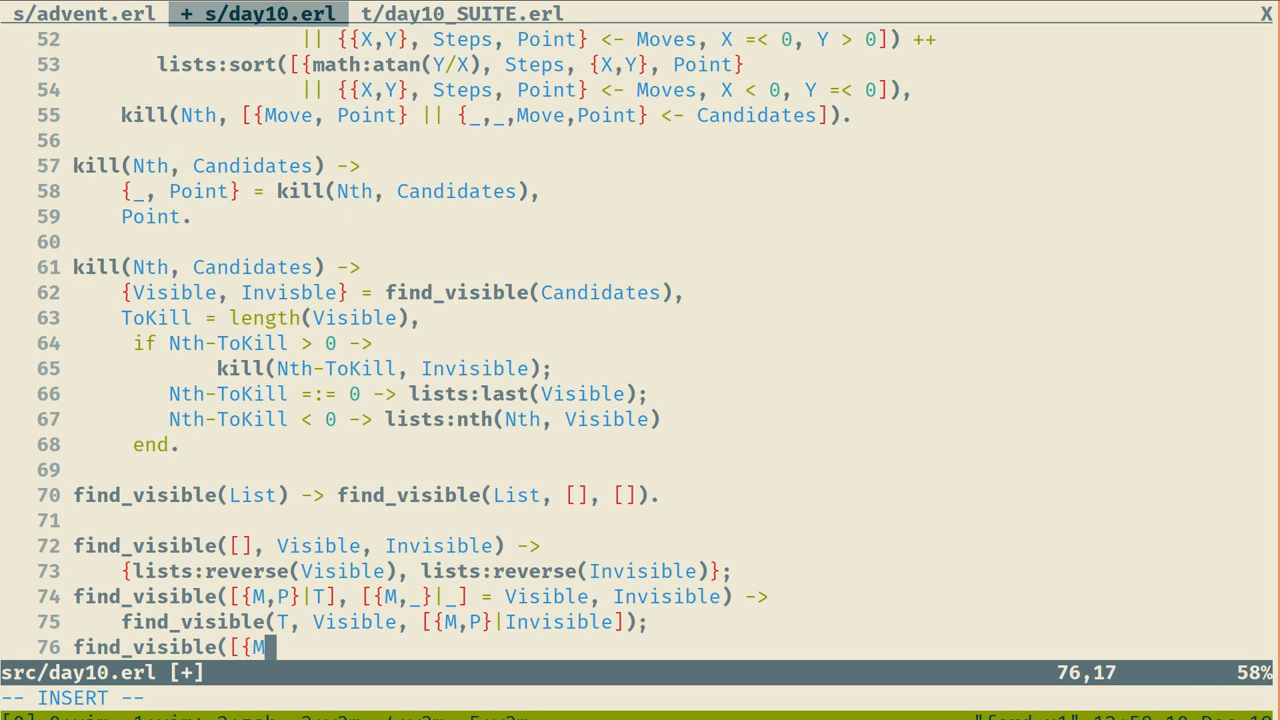 s/advent.erl + s/day10.erl t/day10_SUITE.erl X
52 || {{X,Y}, Steps, Point} <- Moves, X =< 0, Y > 0]) ++
53 lists:sort([{math:atan(Y/X), Steps, {X,Y}, Point}
54 || {{X,Y}, Steps, Point} <- Moves, X < 0, Y =< 0]),
55 kill(Nth, [{Move, Point} || {_,_,Move,Point} <- Candidates]).
56
57 kill(Nth, Candidates) ->
58 {_, Point} = kill(Nth, Candidates),
59 Point.
60
61 kill(Nth, Candidates) ->
62 {Visible, Invisble} = find_visible(Candidates),
63 ToKill = length(Visible),
64 if Nth-ToKill > 0 ->
65 kill(Nth-ToKill, Invisible);
66 Nth-ToKill =:= 0 -> lists:last(Visible);
67 Nth-ToKill < 0 -> lists:nth(Nth, Visible)
68 end.
69
70 find_visible(List) -> find_visible(List, [], []).
71
72 find_visible([], Visible, Invisible) ->
73 {lists:reverse(Visible), lists:reverse(Invisible)};
74 find_visible([{M,P}|T], [{M,_}|_] = Visible, Invisible) ->
75 find_visible(T, Visible, [{M,P}|Invisible]);
76 find_visible([{M
src/day10.erl [+] 76,17 58%
-- INSERT --